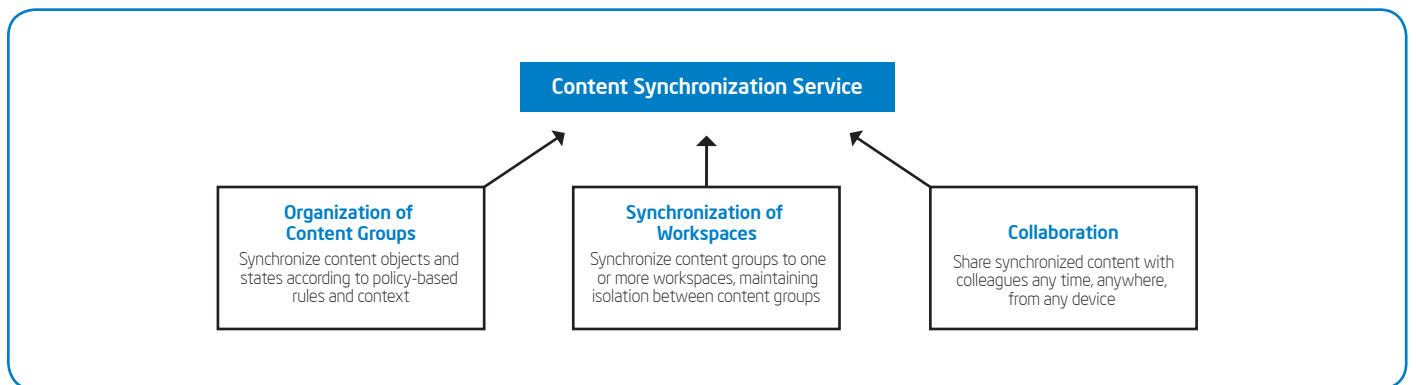 Content Synchronization Service
Organization of
Content Groups
Synchronize content objects and
states according to policy-based
rules and context
Synchronization of
Workspaces
Synchronize content groups to one
or more workspaces, maintaining
isolation between content groups
Collaboration
Share synchronized content with
colleagues any time, anywhere,
from any device